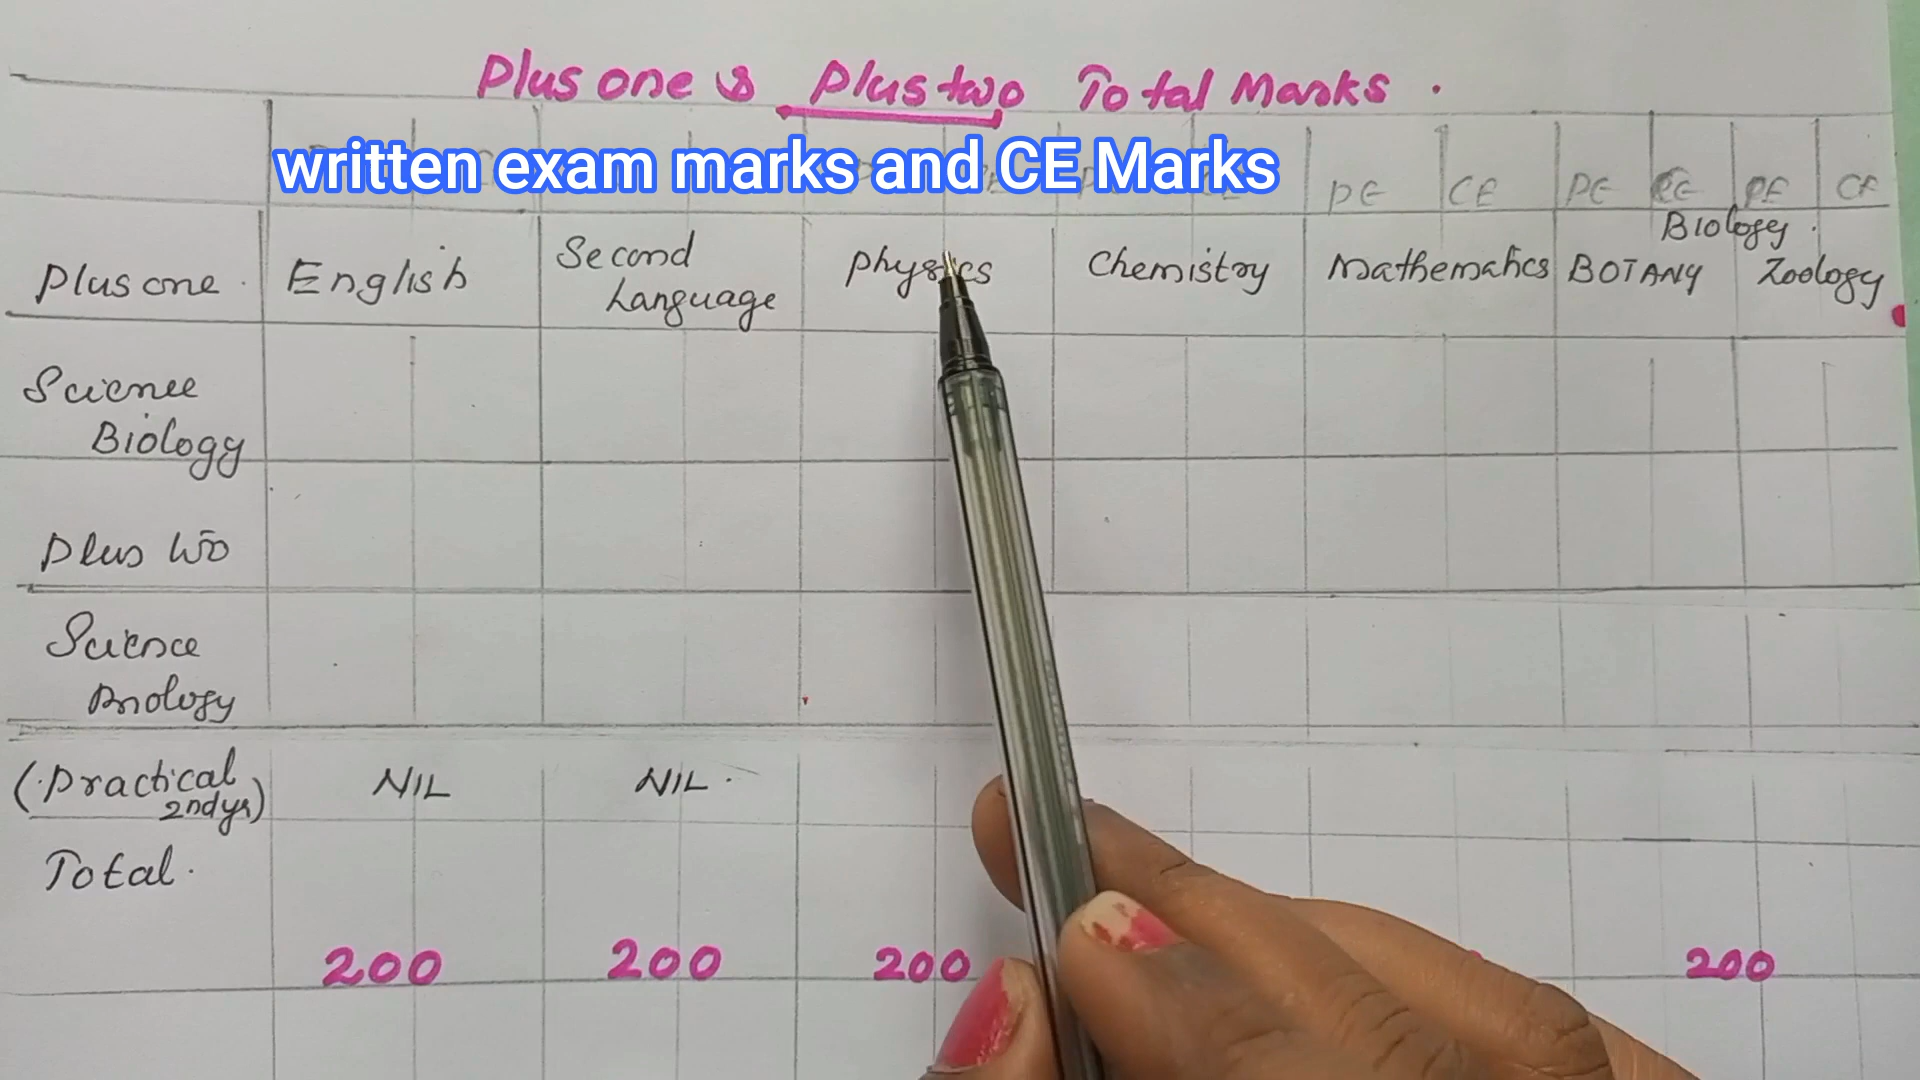 Plus one & Plus two Total Marks.
written exam marks and CE Marks
PE CE PE CE PE CE
Biology.
Plus one. English Second Language Physics Chemistry Mathematics BOTANY Zoology
Science Biology
Plus two
Science Biology
(Practical 2nd yr) NIL NIL.
Total.
200 200 200 200